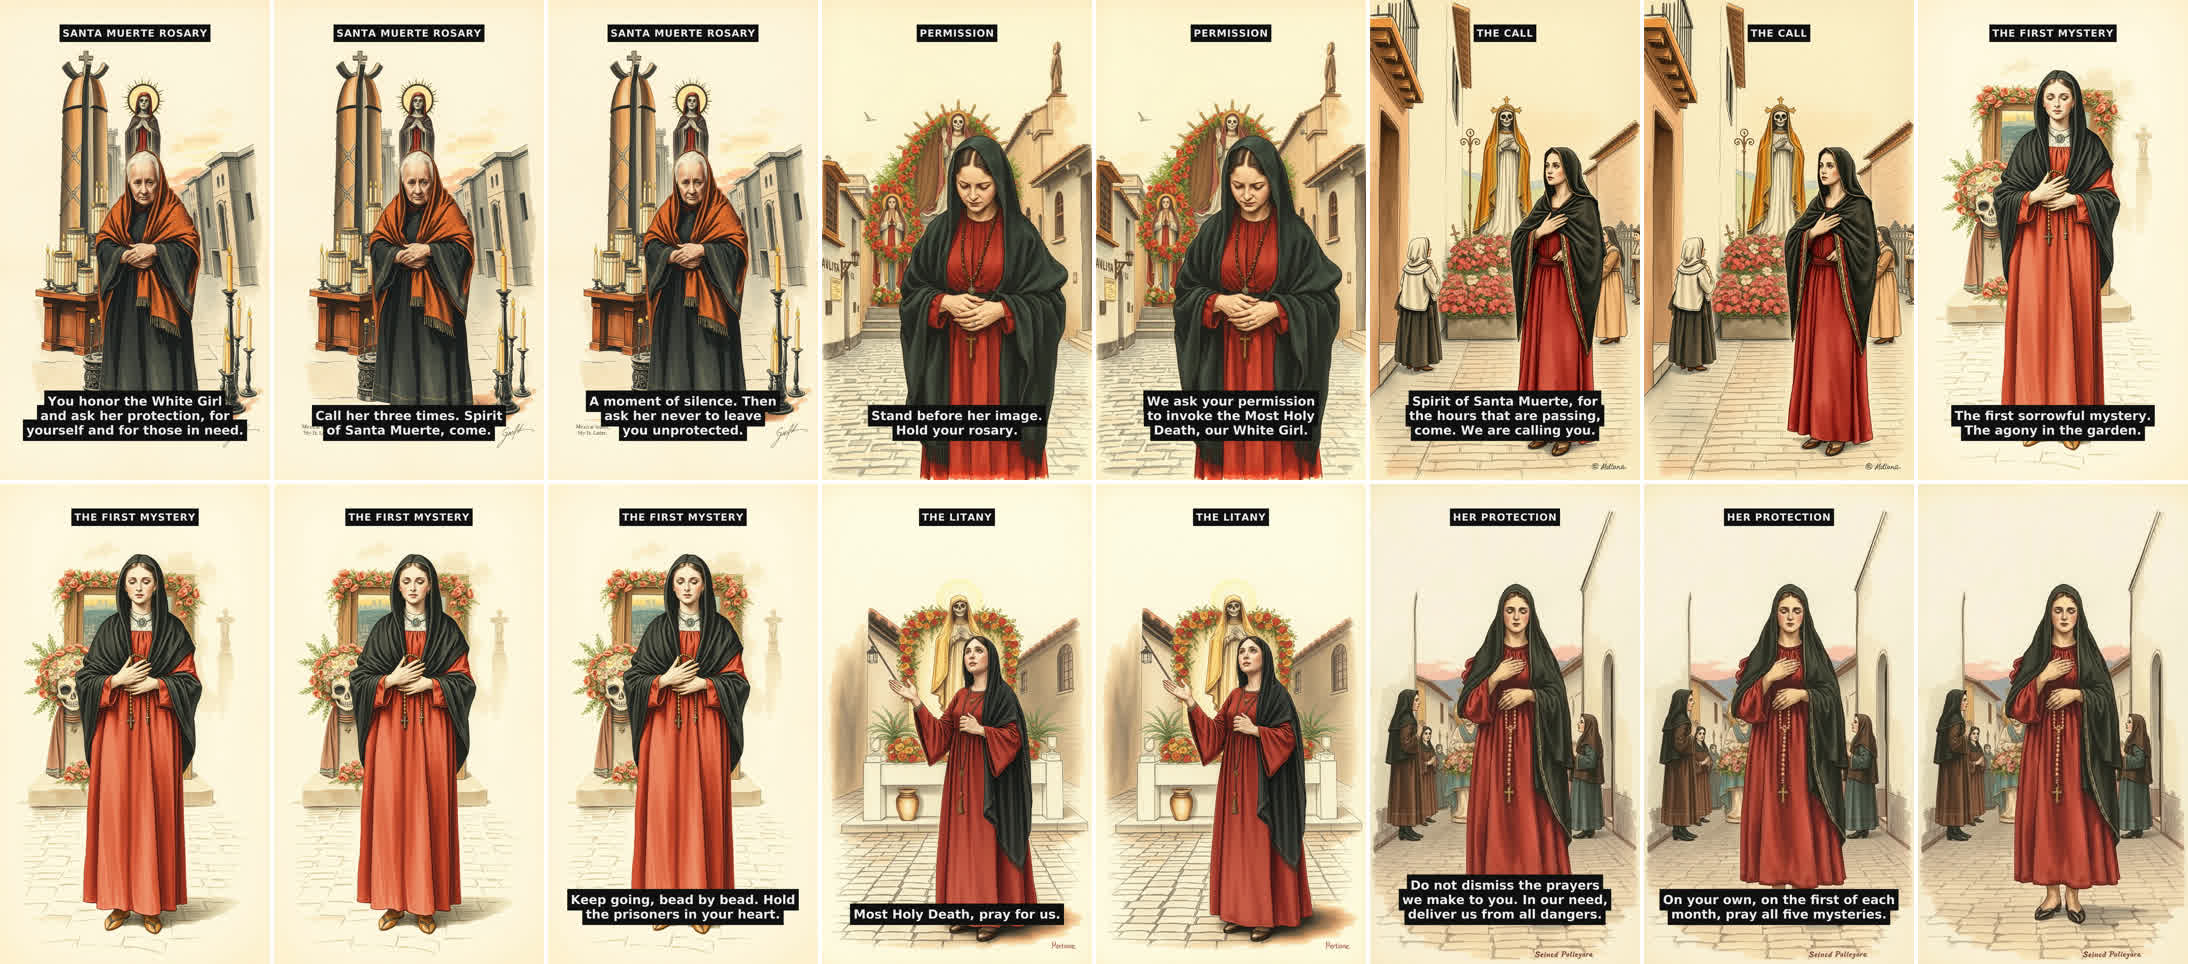 SANTA MUERTE ROSARY
You honor the White Girl
and ask her protection, for
yourself and for those in need.
SANTA MUERTE ROSARY
Call her three times. Spirit
of Santa Muerte, come.
SANTA MUERTE ROSARY
A moment of silence. Then
ask her never to leave
you unprotected.
PERMISSION
Stand before her image.
Hold your rosary.
PERMISSION
We ask your permission
to invoke the Most Holy
Death, our White Girl.
THE CALL
Spirit of Santa Muerte, for
the hours that are passing,
come. We are calling you.
THE CALL
THE FIRST MYSTERY
The first sorrowful mystery.
The agony in the garden.
THE FIRST MYSTERY
THE FIRST MYSTERY
THE FIRST MYSTERY
Keep going, bead by bead. Hold
the prisoners in your heart.
THE LITANY
Most Holy Death, pray for us.
THE LITANY
HER PROTECTION
Do not dismiss the prayers
we make to you. In our need,
deliver us from all dangers.
HER PROTECTION
On your own, on the first of each
month, pray all five mysteries.